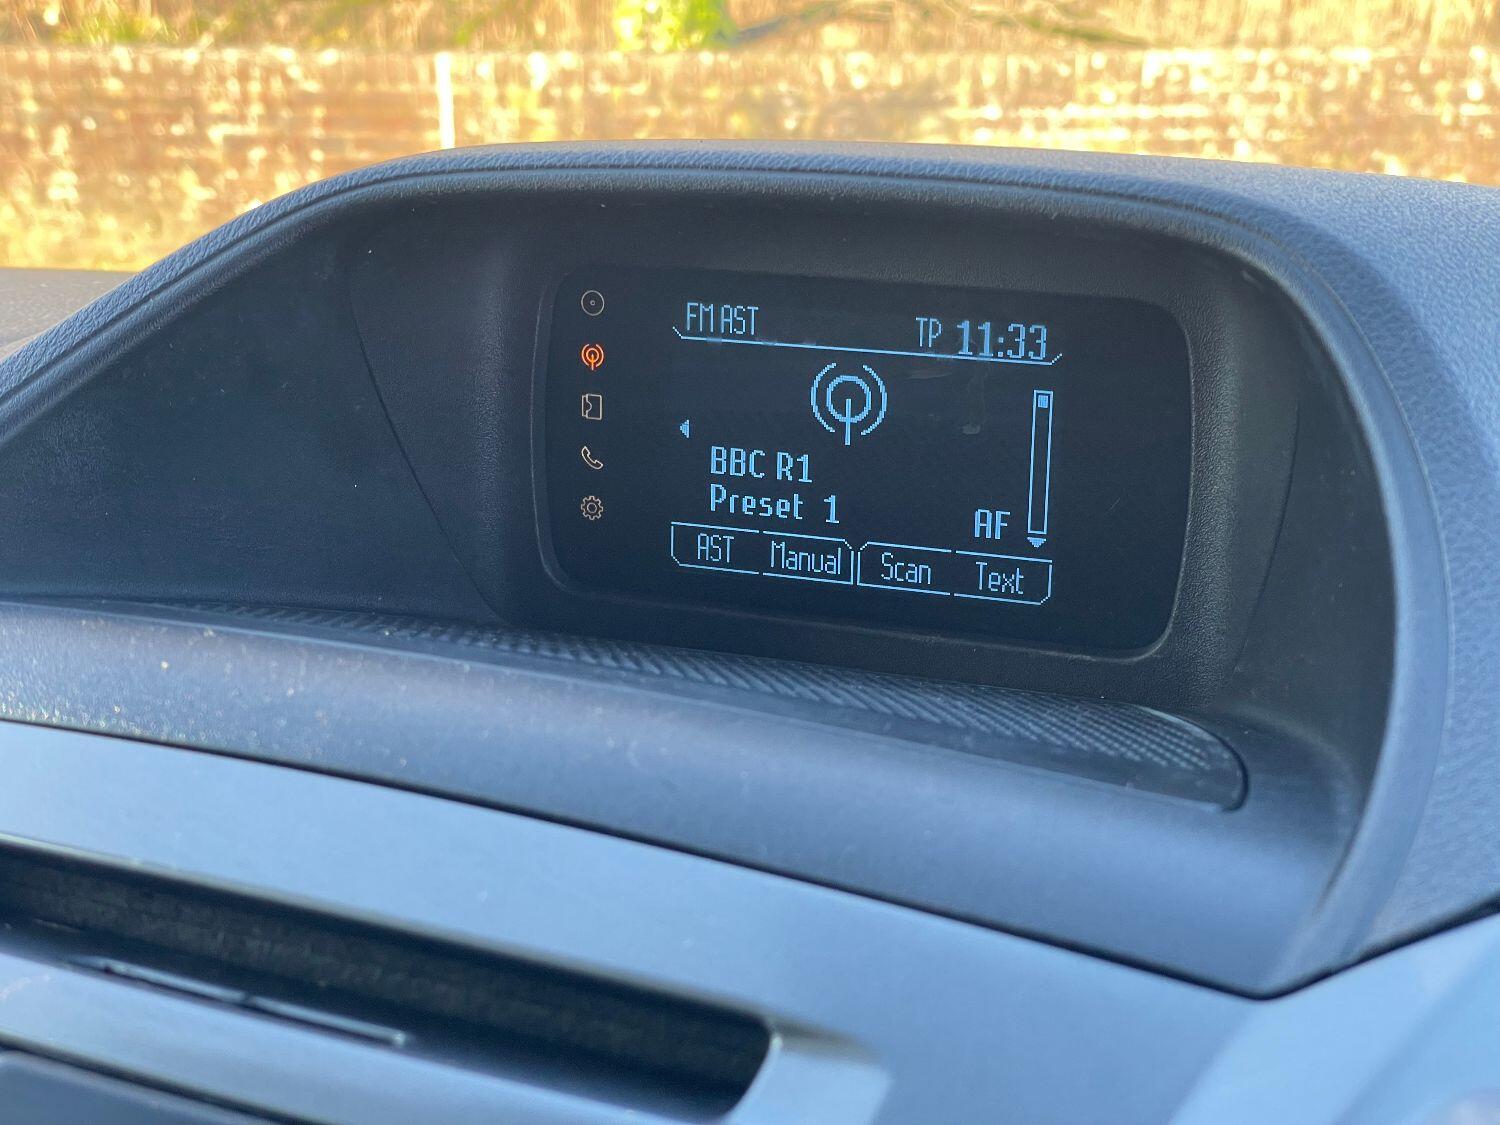 FM AST
TP 11:33
BBC R1
Preset 1
AF
AST Manual Scan Text